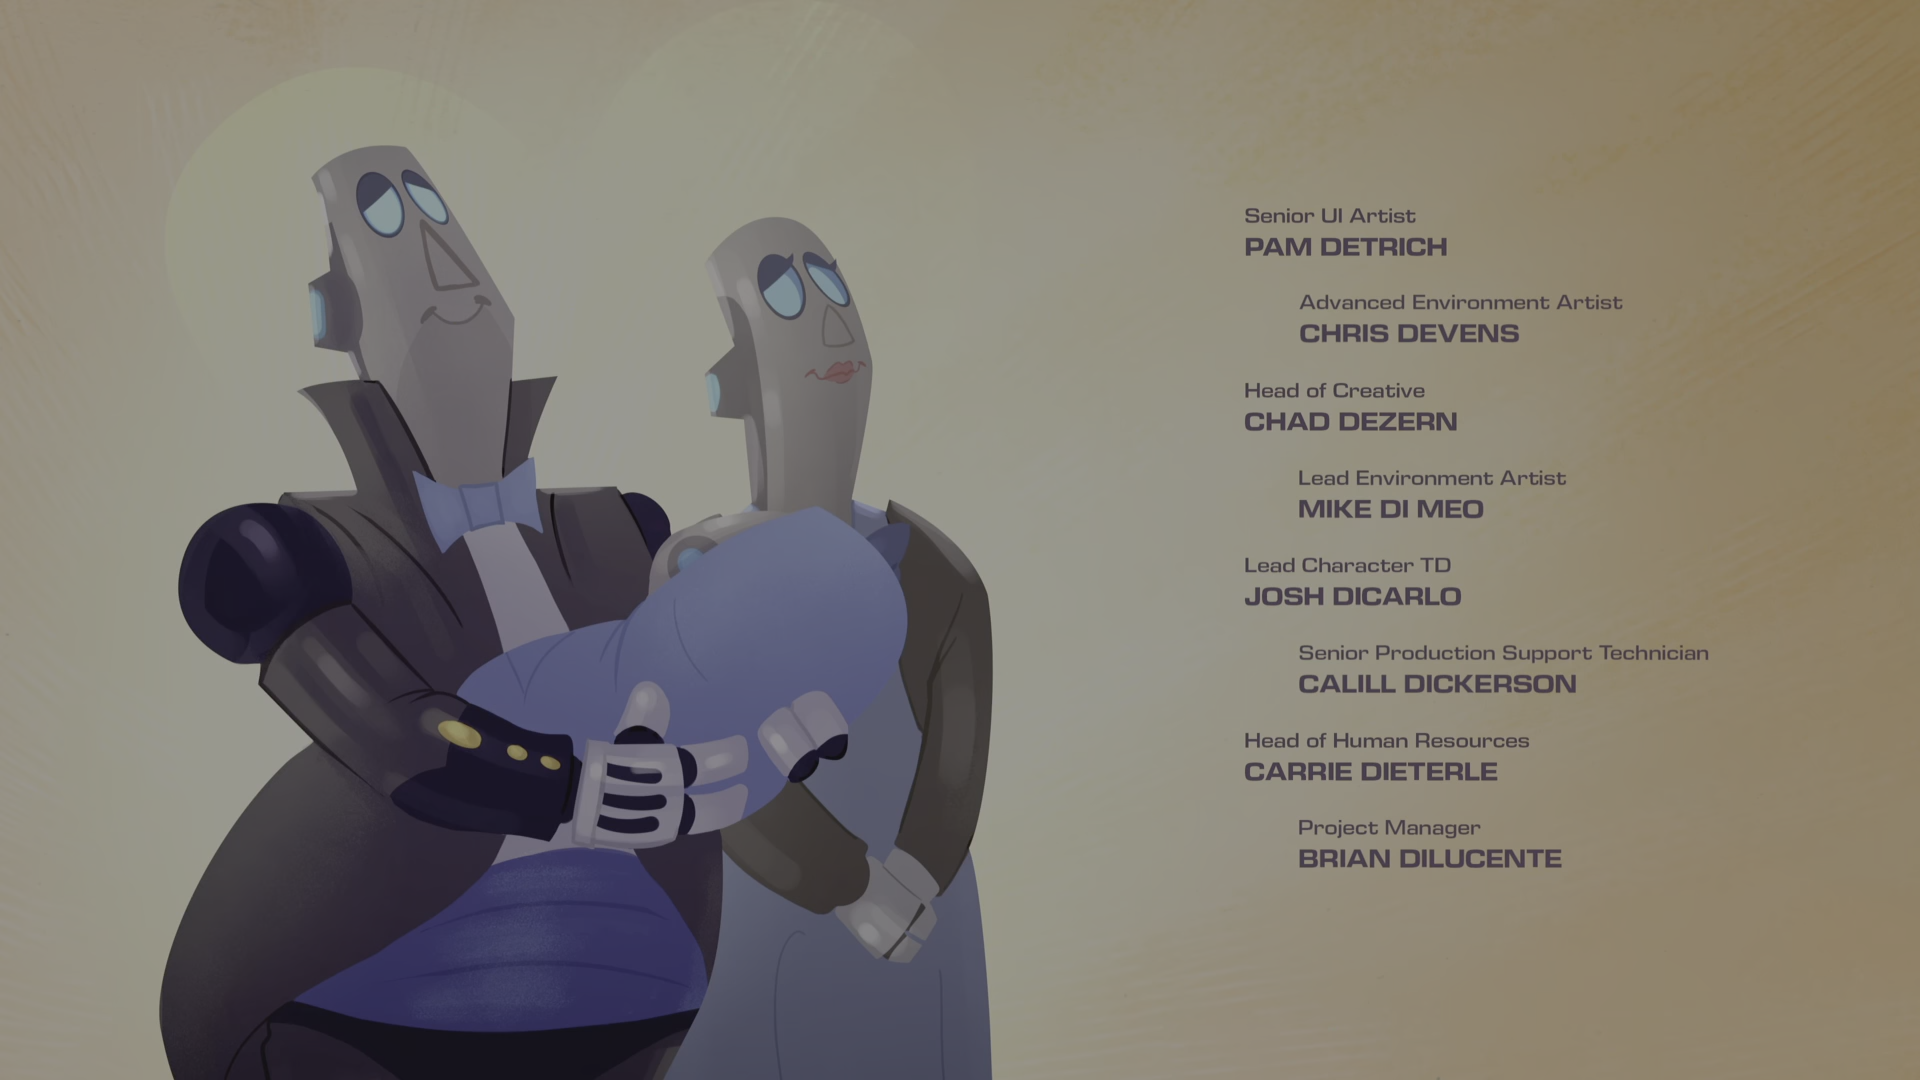 Senior UI Artist
PAM DETRICH
Advanced Environment Artist
CHRIS DEVENS
Head of Creative
CHAD DEZERN
Lead Environment Artist
MIKE DI MEO
Lead Character TD
JOSH DICARLO
Senior Production Support Technician
CALILL DICKERSON
Head of Human Resources
CARRIE DIETERLE
Project Manager
BRIAN DILUCENTE